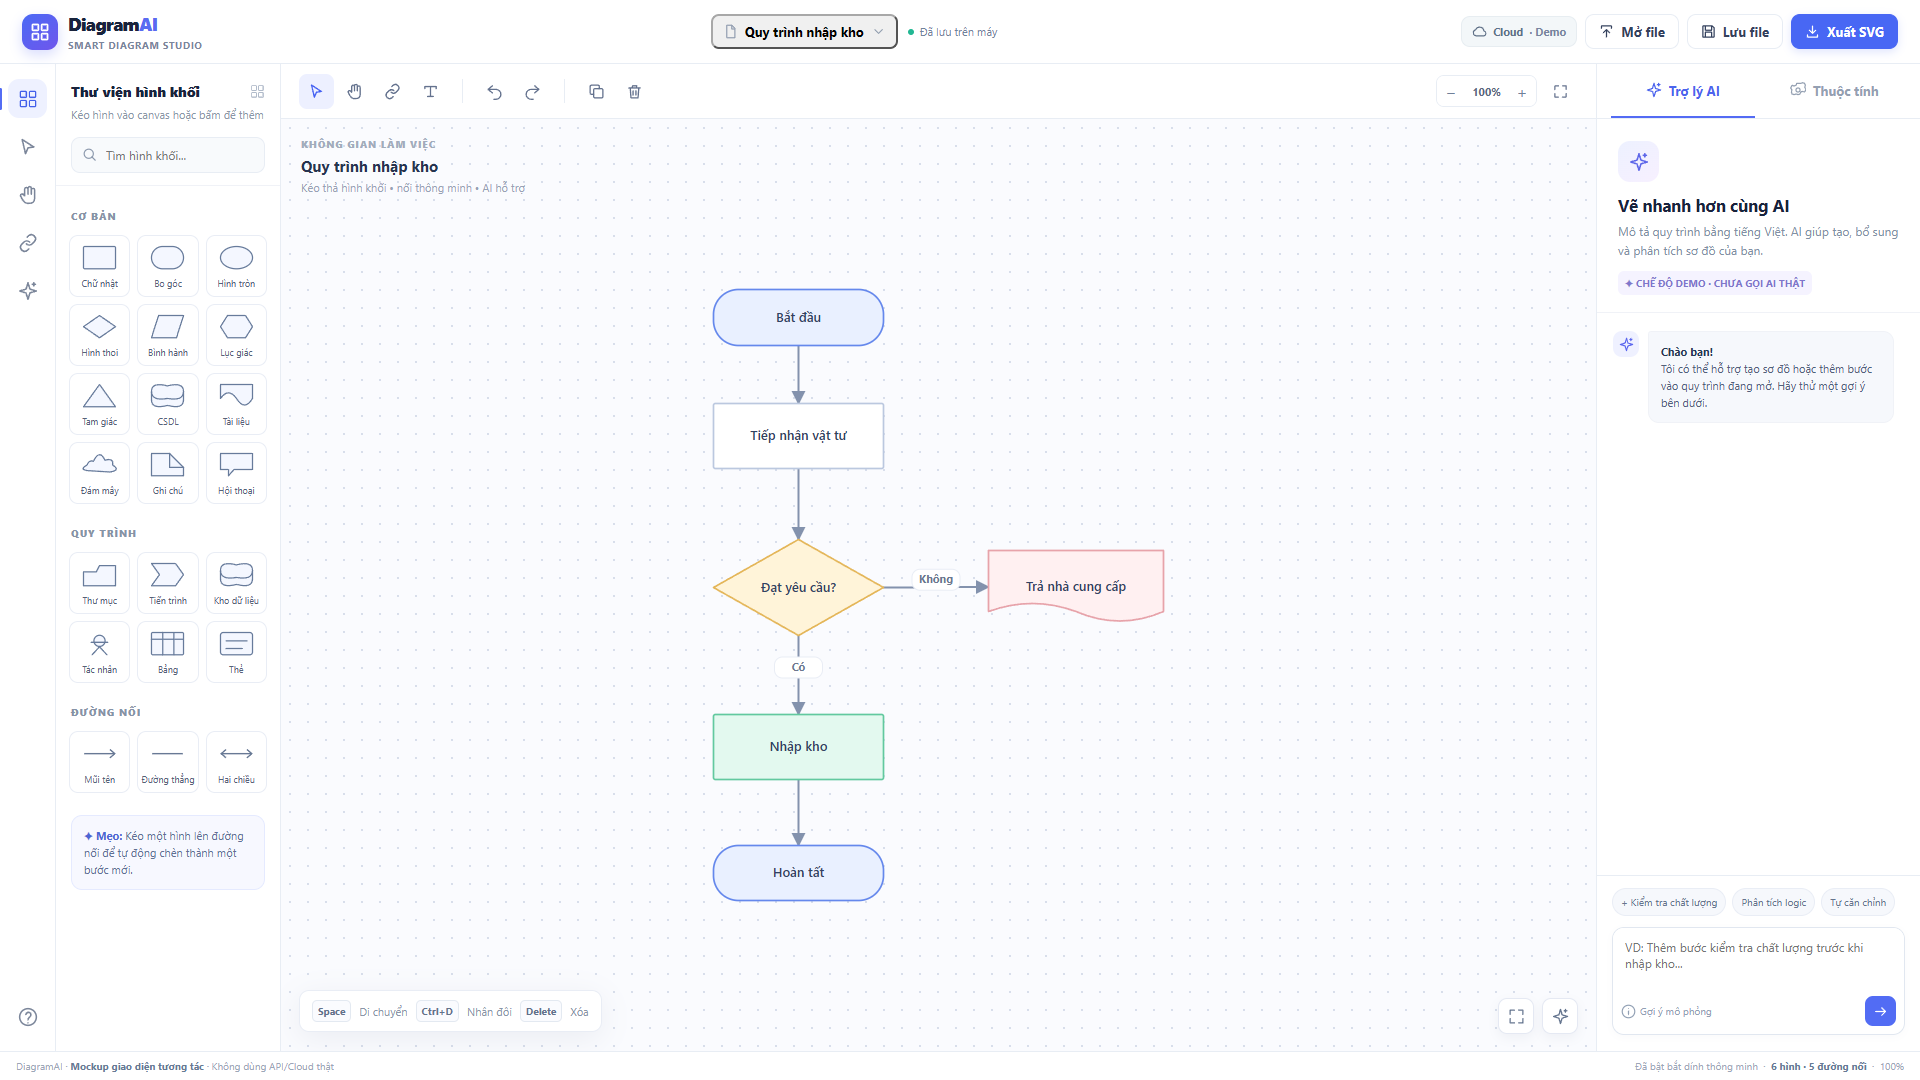 DiagramAI
SMART DIAGRAM STUDIO
Quy trình nhập kho
Đã lưu trên máy
Cloud · Demo
Mở file
Lưu file
Xuất SVG
Thư viện hình khối
Kéo hình vào canvas hoặc bấm để thêm
Tìm hình khối...
CƠ BẢN
Chữ nhật
Bo góc
Hình tròn
Hình thoi
Bình hành
Lục giác
Tam giác
CSDL
Tài liệu
Đám mây
Ghi chú
Hội thoại
QUY TRÌNH
Thư mục
Tiến trình
Kho dữ liệu
Tác nhân
Bảng
Thẻ
ĐƯỜNG NỐI
Mũi tên
Đường thẳng
Hai chiều
✦ Mẹo: Kéo một hình lên đường
nối để tự động chèn thành một
bước mới.
− 100% +
KHÔNG GIAN LÀM VIỆC
Quy trình nhập kho
Kéo thả hình khối • nối thông minh • AI hỗ trợ
Bắt đầu
Tiếp nhận vật tư
Đạt yêu cầu?
Không
Trả nhà cung cấp
Có
Nhập kho
Hoàn tất
Space Di chuyển Ctrl+D Nhân đôi Delete Xóa
Trợ lý AI
Thuộc tính
Vẽ nhanh hơn cùng AI
Mô tả quy trình bằng tiếng Việt. AI giúp tạo, bổ sung
và phân tích sơ đồ của bạn.
✦ CHẾ ĐỘ DEMO · CHƯA GỌI AI THẬT
Chào bạn!
Tôi có thể hỗ trợ tạo sơ đồ hoặc thêm bước
vào quy trình đang mở. Hãy thử một gợi ý
bên dưới.
+ Kiểm tra chất lượng
Phân tích logic
Tự căn chỉnh
VD: Thêm bước kiểm tra chất lượng trước khi
nhập kho...
Gợi ý mô phỏng
DiagramAI · Mockup giao diện tương tác · Không dùng API/Cloud thật
Đã bật bắt dính thông minh · 6 hình · 5 đường nối · 100%